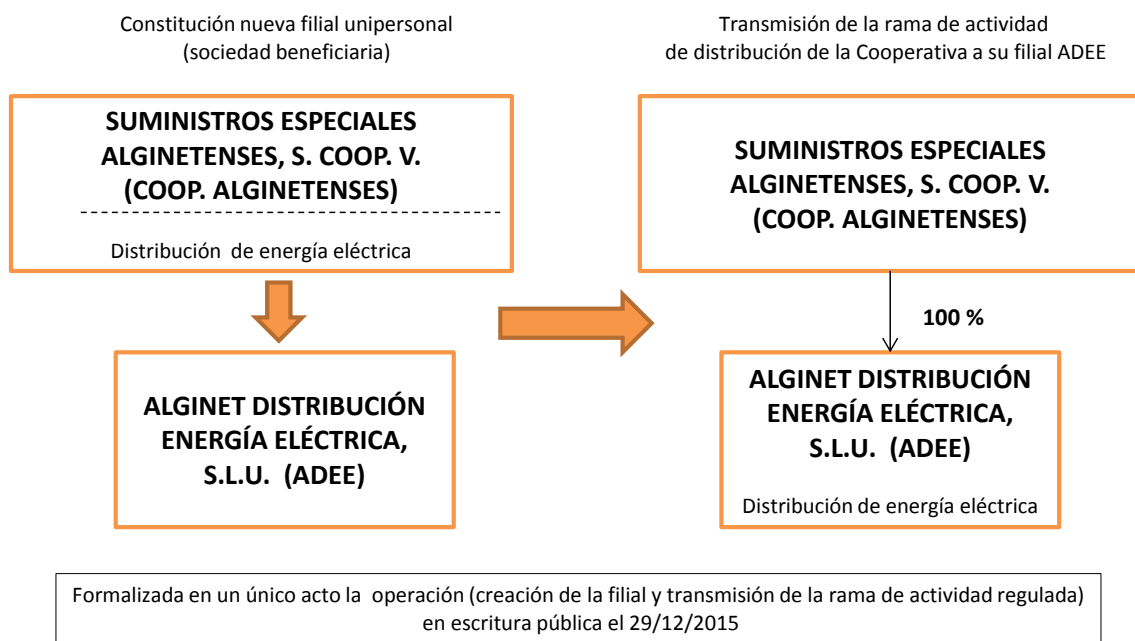 Constitución nueva filial unipersonal
(sociedad beneficiaria)
SUMINISTROS ESPECIALES
ALGINETENSES, S. COOP. V.
(COOP. ALGINETENSES)
Distribución de energía eléctrica
ALGINET DISTRIBUCIÓN
ENERGÍA ELÉCTRICA,
S.L.U. (ADEE)
Transmisión de la rama de actividad
de distribución de la Cooperativa a su filial ADEE
SUMINISTROS ESPECIALES
ALGINETENSES, S. COOP. V.
(COOP. ALGINETENSES)
100 %
ALGINET DISTRIBUCIÓN
ENERGÍA ELÉCTRICA,
S.L.U. (ADEE)
Distribución de energía eléctrica
Formalizada en un único acto la operación (creación de la filial y transmisión de la rama de actividad regulada)
en escritura pública el 29/12/2015